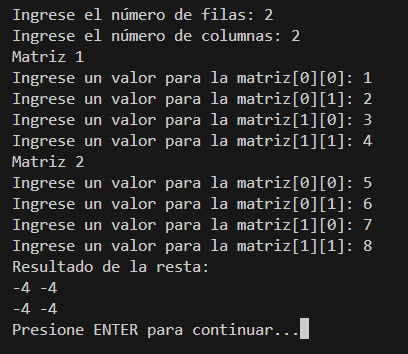 Ingrese el número de filas: 2
Ingrese el número de columnas: 2
Matriz 1
Ingrese un valor para la matriz[0][0]: 1
Ingrese un valor para la matriz[0][1]: 2
Ingrese un valor para la matriz[1][0]: 3
Ingrese un valor para la matriz[1][1]: 4
Matriz 2
Ingrese un valor para la matriz[0][0]: 5
Ingrese un valor para la matriz[0][1]: 6
Ingrese un valor para la matriz[1][0]: 7
Ingrese un valor para la matriz[1][1]: 8
Resultado de la resta:
-4 -4
-4 -4
Presione ENTER para continuar...